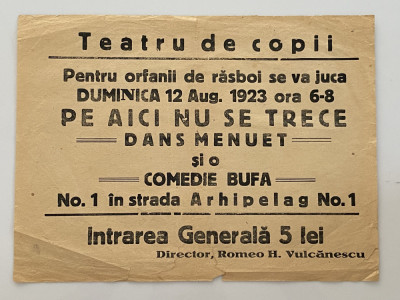 Teatru de copii
Pentru orfanii de răsboi se va juca
DUMINICA 12 Aug. 1923 ora 6-8
PE AICI NU SE TRECE
DANS MENUET
și o
COMEDIE BUFA
No. 1 în strada Arhipelag No. 1
Intrarea Generală 5 lei
Director, Romeo H. Vulcănescu